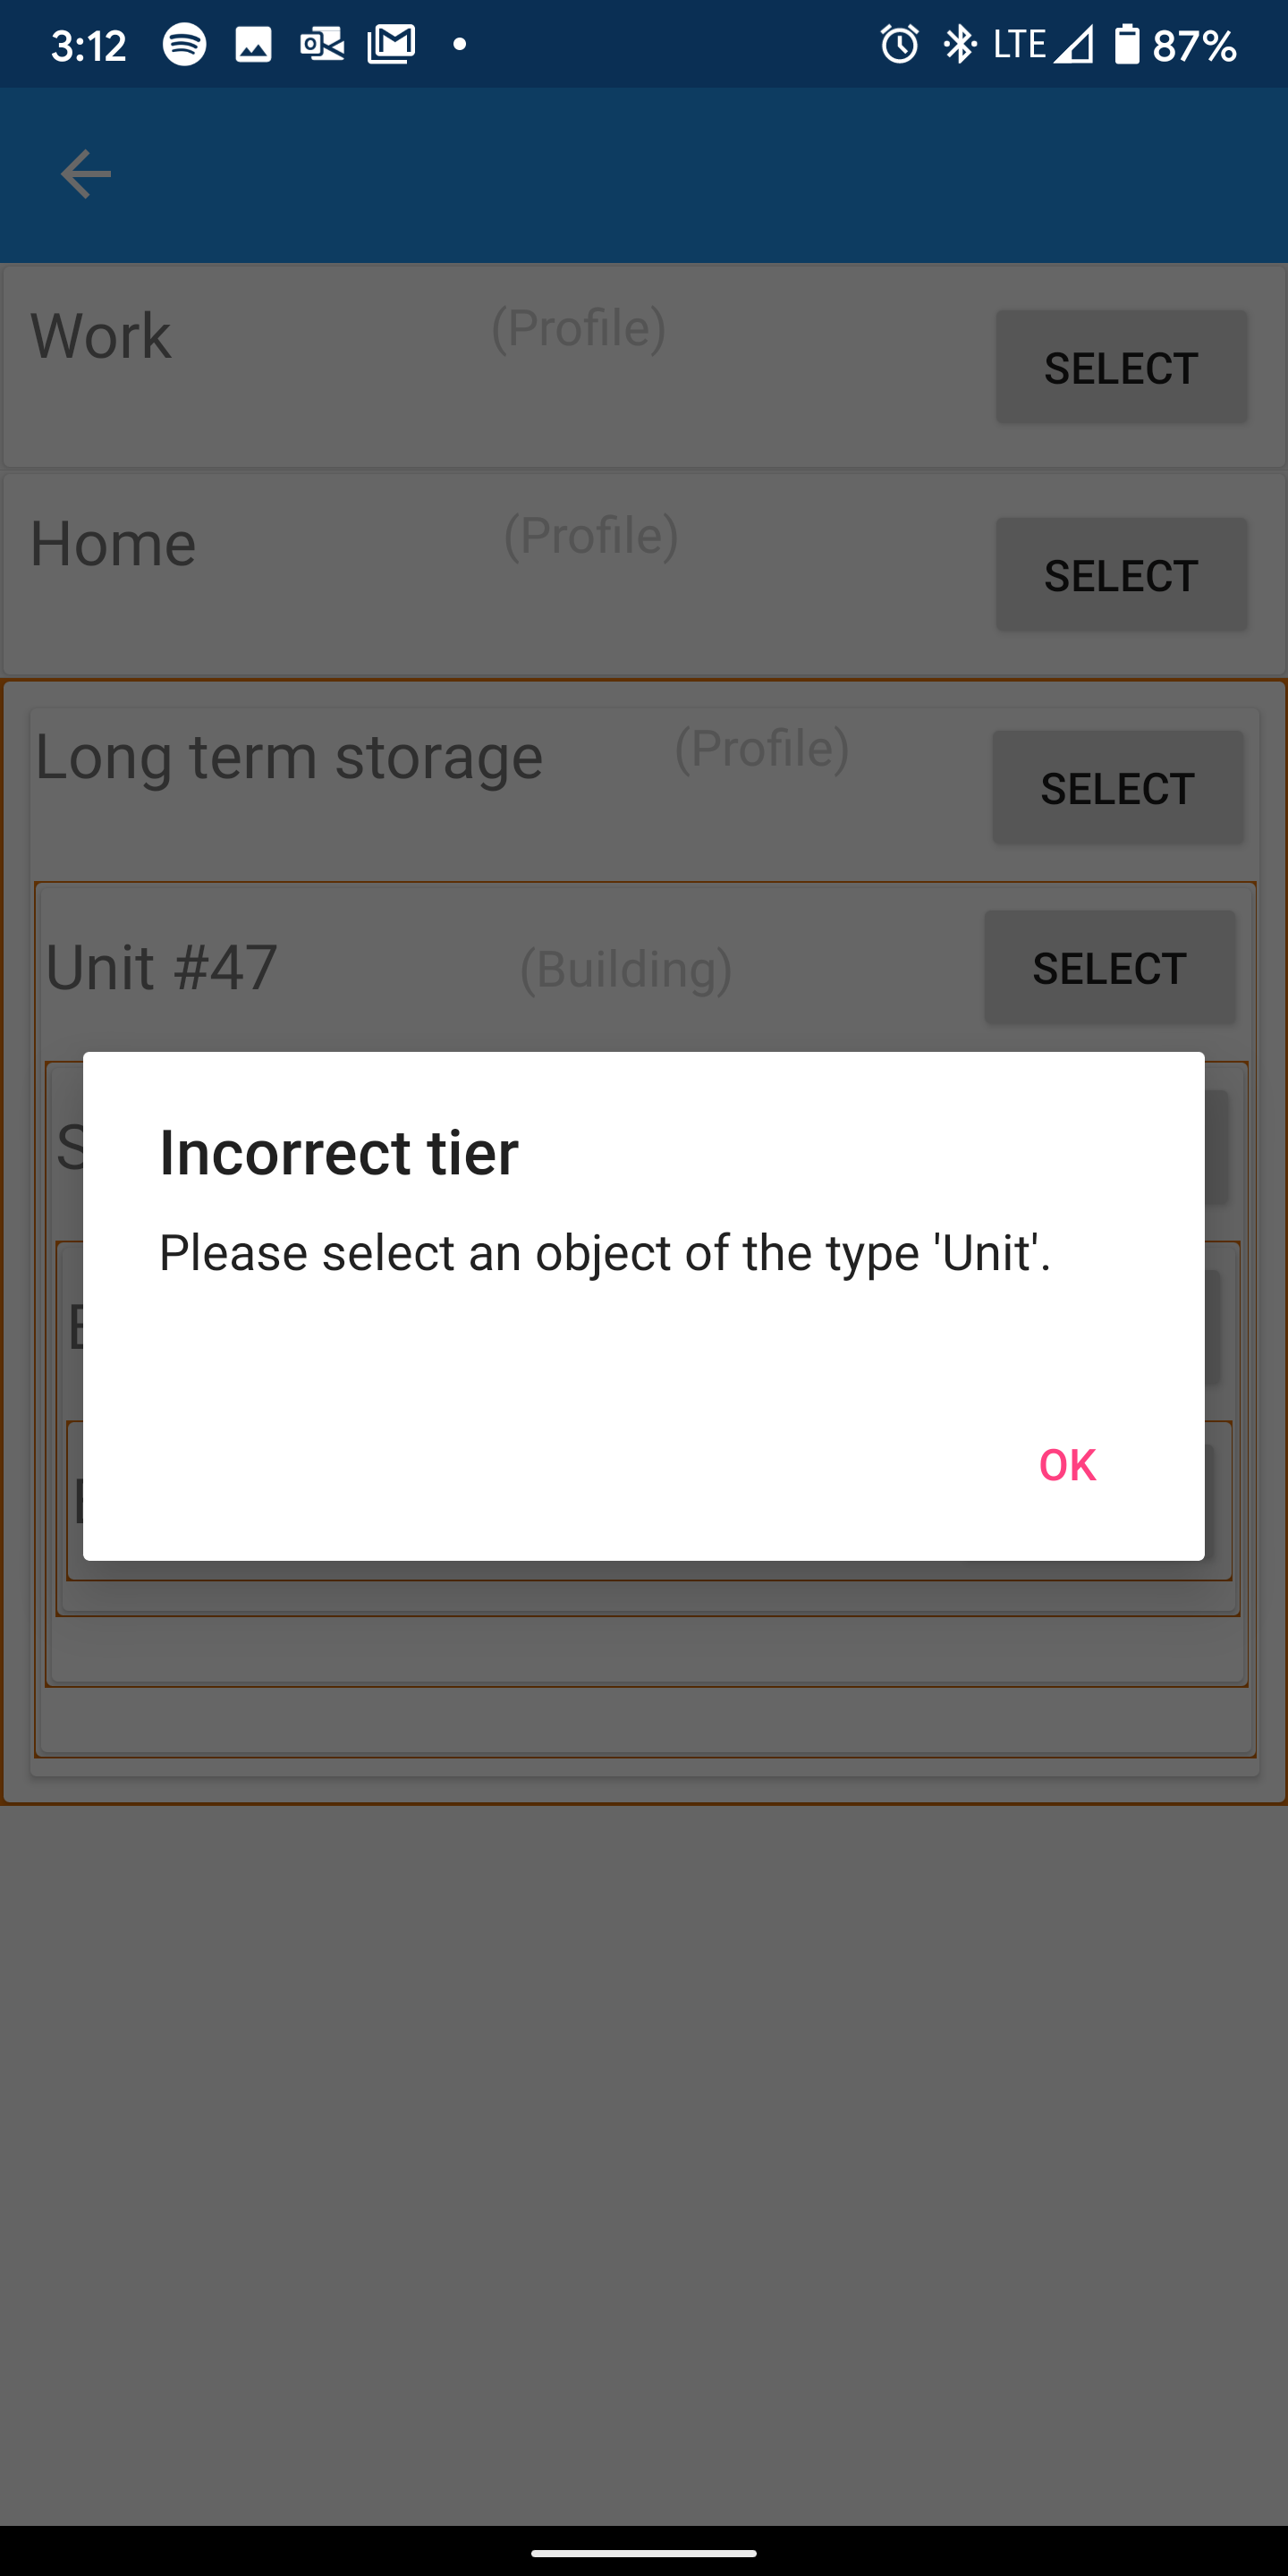 3:12 LTE 87%
Work (Profile) SELECT
Home (Profile) SELECT
Long term storage (Profile) SELECT
Unit #47 (Building) SELECT
Incorrect tier
Please select an object of the type 'Unit'.
OK